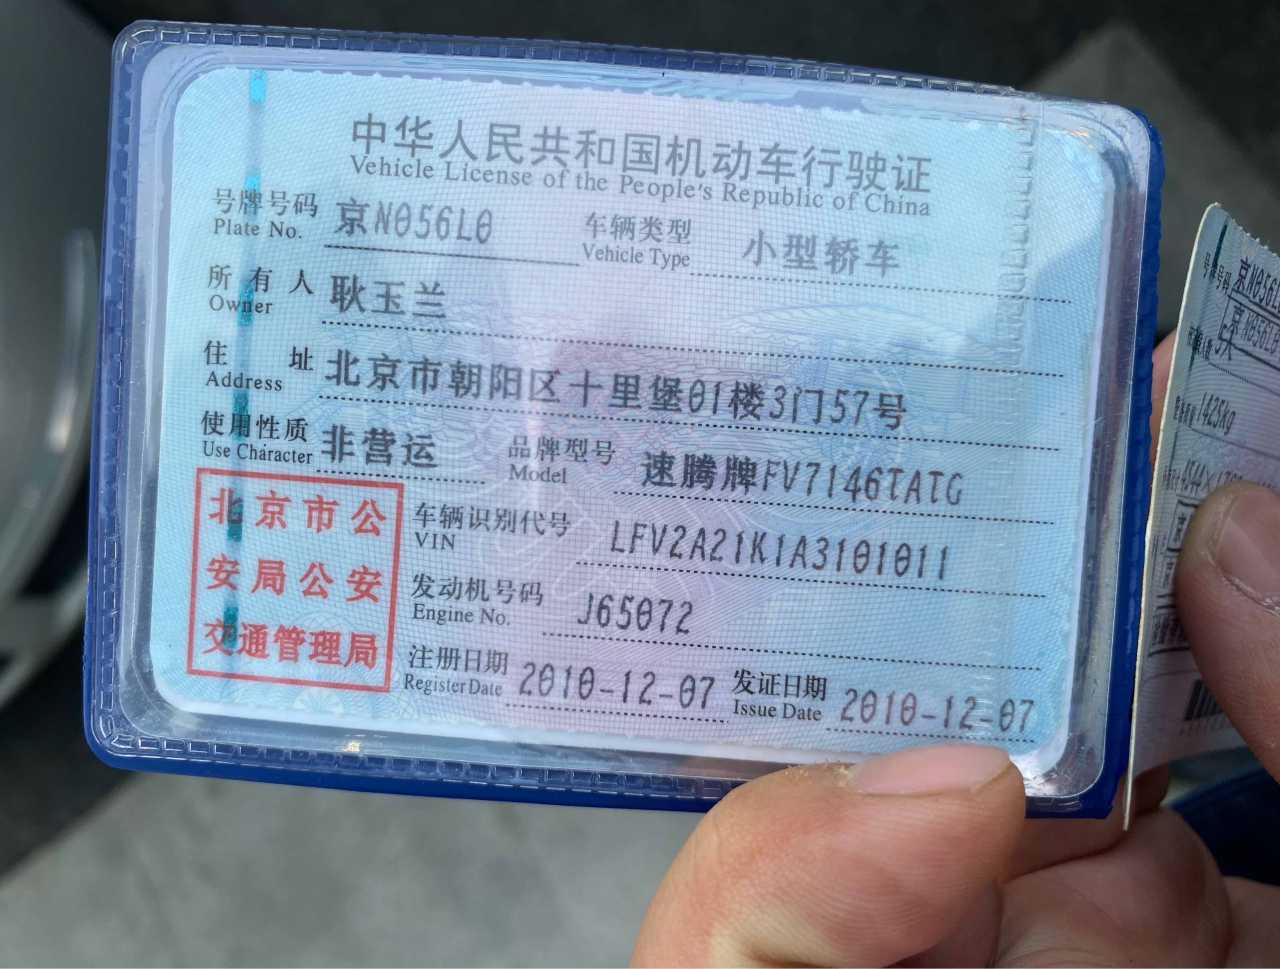 中华人民共和国机动车行驶证
Vehicle License of the People's Republic of China
号牌号码 京N056L0 车辆类型 小型轿车
Plate No. Vehicle Type
所有人 耿玉兰
Owner
住址 北京市朝阳区十里堡01楼3门57号
Address
使用性质 非营运 品牌型号 速腾牌FV7146TATG
Use Character Model
北京市公
安局公安
交通管理局
车辆识别代号 LFV2A21K1A3101011
VIN
发动机号码 J65072
Engine No.
注册日期 2010-12-07 发证日期 2010-12-07
Register Date Issue Date
号牌号码 京N056L
1425kg